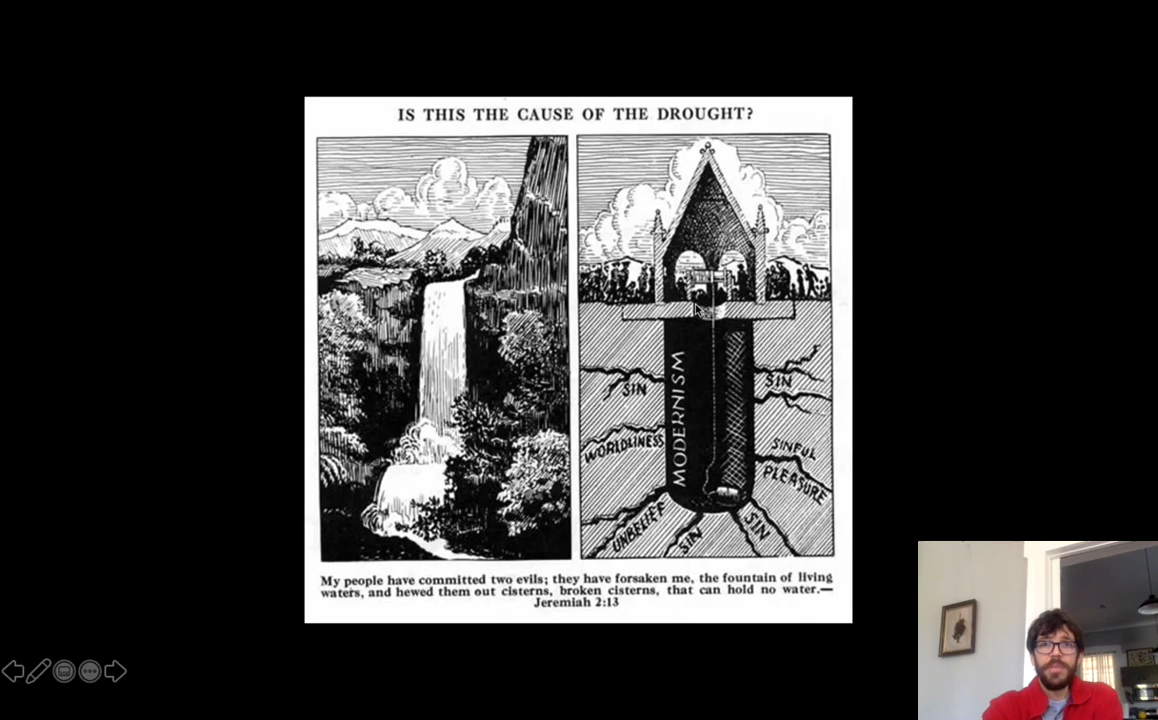 IS THIS THE CAUSE OF THE DROUGHT?
MODERNISM
SIN
SIN
WORLDLINESS
SINFUL
PLEASURE
UNBELIEF
SIN
SIN
My people have committed two evils; they have forsaken me, the fountain of living
waters, and hewed them out cisterns, broken cisterns, that can hold no water.—
Jeremiah 2:13